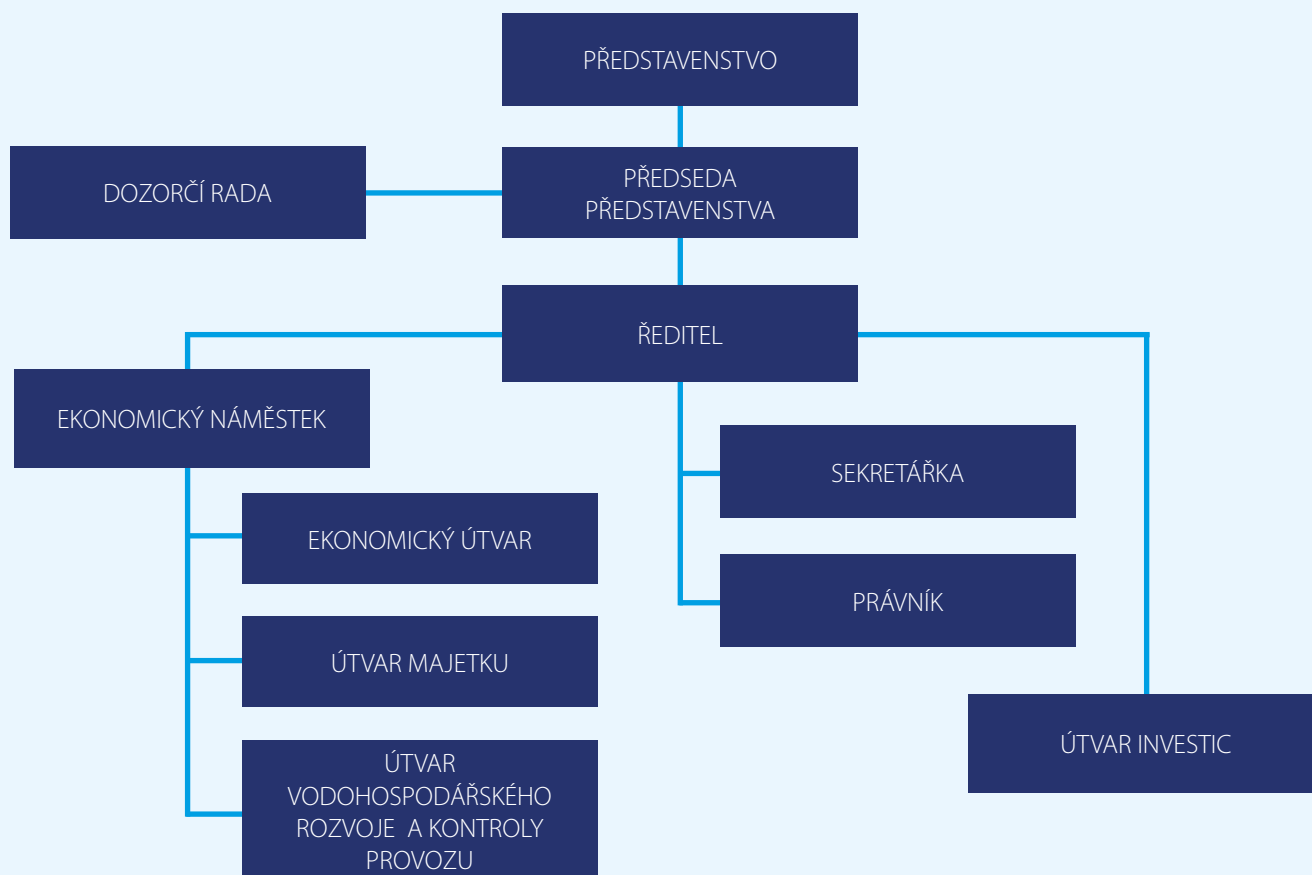 PŘEDSTAVENSTVO
DOZORČÍ RADA
PŘEDSEDA
PŘEDSTAVENSTVA
ŘEDITEL
EKONOMICKÝ NÁMĚSTEK
SEKRETÁŘKA
EKONOMICKÝ ÚTVAR
PRÁVNÍK
ÚTVAR MAJETKU
ÚTVAR INVESTIC
ÚTVAR
VODOHOSPODÁŘSKÉHO
ROZVOJE A KONTROLY
PROVOZU